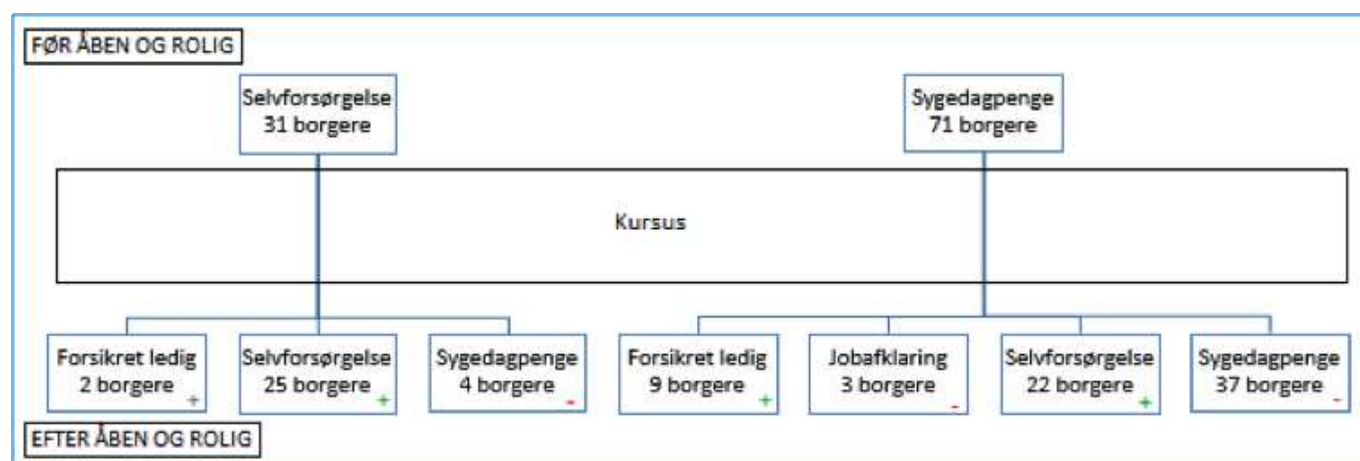 FØR ÅBEN OG ROLIG
Selvforsørgelse
31 borgere
Sygedagpenge
71 borgere
Kursus
Forsikret ledig
2 borgere
+
Selvforsørgelse
25 borgere
+
Sygedagpenge
4 borgere
-
Forsikret ledig
9 borgere
+
Jobafklaring
3 borgere
-
Selvforsørgelse
22 borgere
+
Sygedagpenge
37 borgere
-
EFTER ÅBEN OG ROLIG